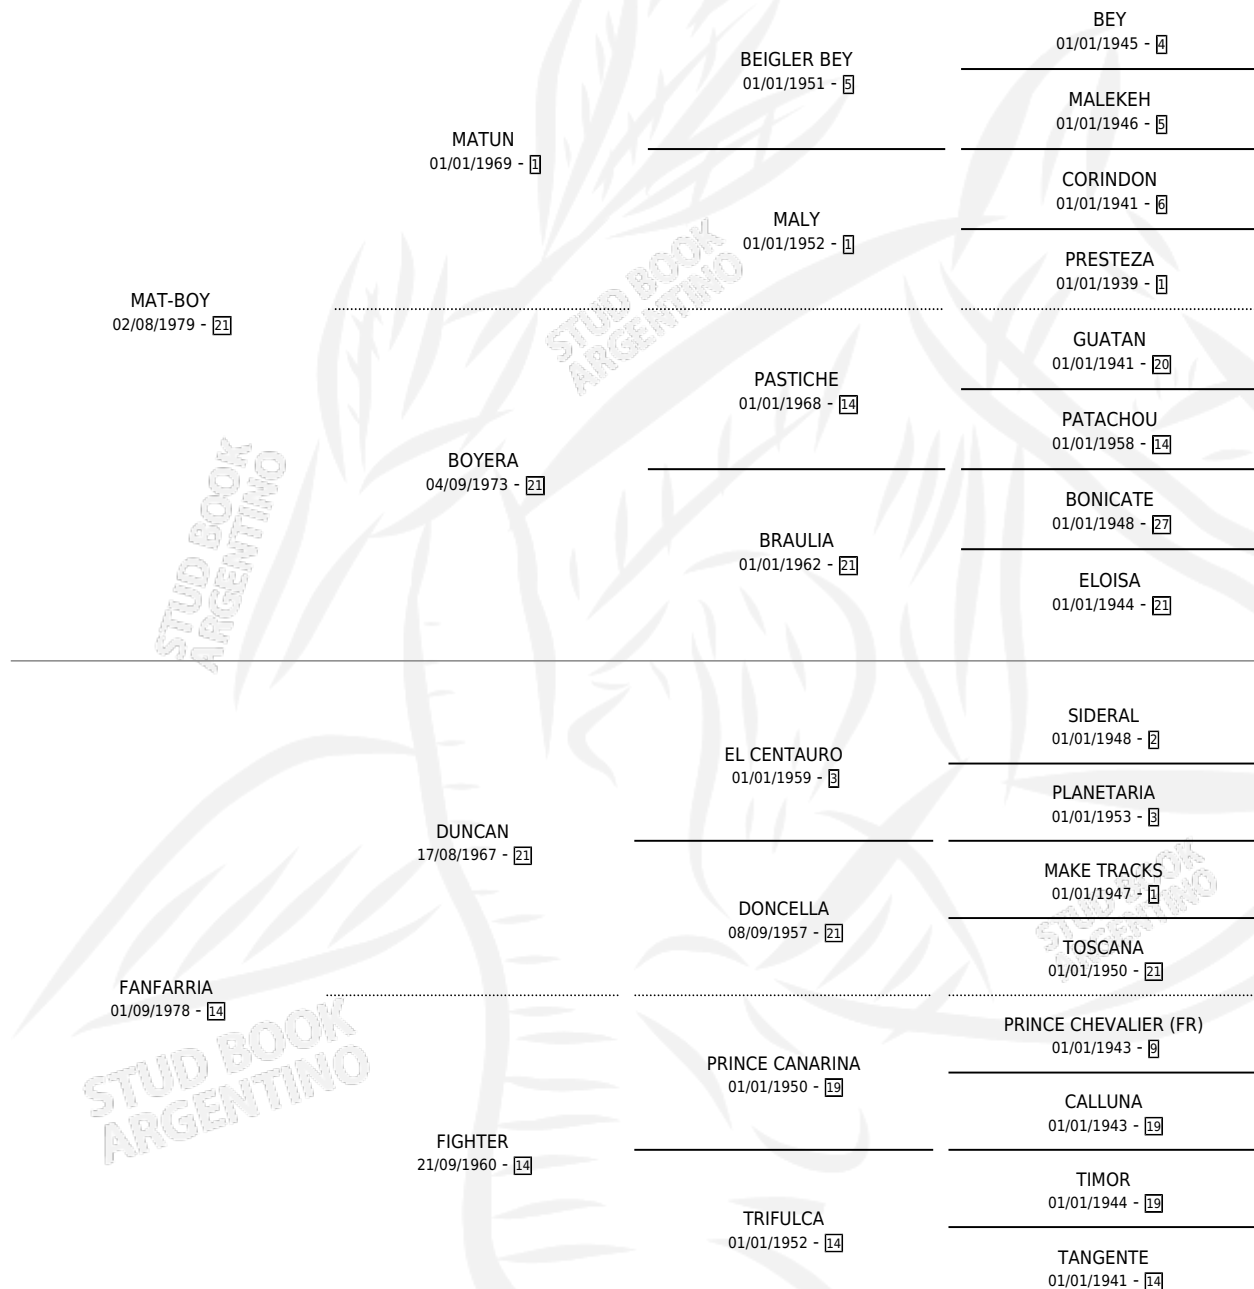 BEY
01/01/1945 - 4
BEIGLER BEY
01/01/1951 - 5
MALEKEH
01/01/1946 - 5
MATUN
01/01/1969 - 1
CORINDON
01/01/1941 - 6
MALY
01/01/1952 - 1
PRESTEZA
01/01/1939 - 1
MAT-BOY
02/08/1979 - 21
GUATAN
01/01/1941 - 20
PASTICHE
01/01/1968 - 14
PATACHOU
01/01/1958 - 14
BOYERA
04/09/1973 - 21
BONICATE
01/01/1948 - 27
BRAULIA
01/01/1962 - 21
ELOISA
01/01/1944 - 21
SIDERAL
01/01/1948 - 2
EL CENTAURO
01/01/1959 - 3
PLANETARIA
01/01/1953 - 3
DUNCAN
17/08/1967 - 21
MAKE TRACKS
01/01/1947 - 1
DONCELLA
08/09/1957 - 21
TOSCANA
01/01/1950 - 21
FANFARRIA
01/09/1978 - 14
PRINCE CHEVALIER (FR)
01/01/1943 - 9
PRINCE CANARINA
01/01/1950 - 19
CALLUNA
01/01/1943 - 19
FIGHTER
21/09/1960 - 14
TIMOR
01/01/1944 - 19
TRIFULCA
01/01/1952 - 14
TANGENTE
01/01/1941 - 14
STUD BOOK
ARGENTINO
STUD BOOK
ARGENTINO
STUD BOOK
ARGENTINO
STUD BOOK
ARGENTINO